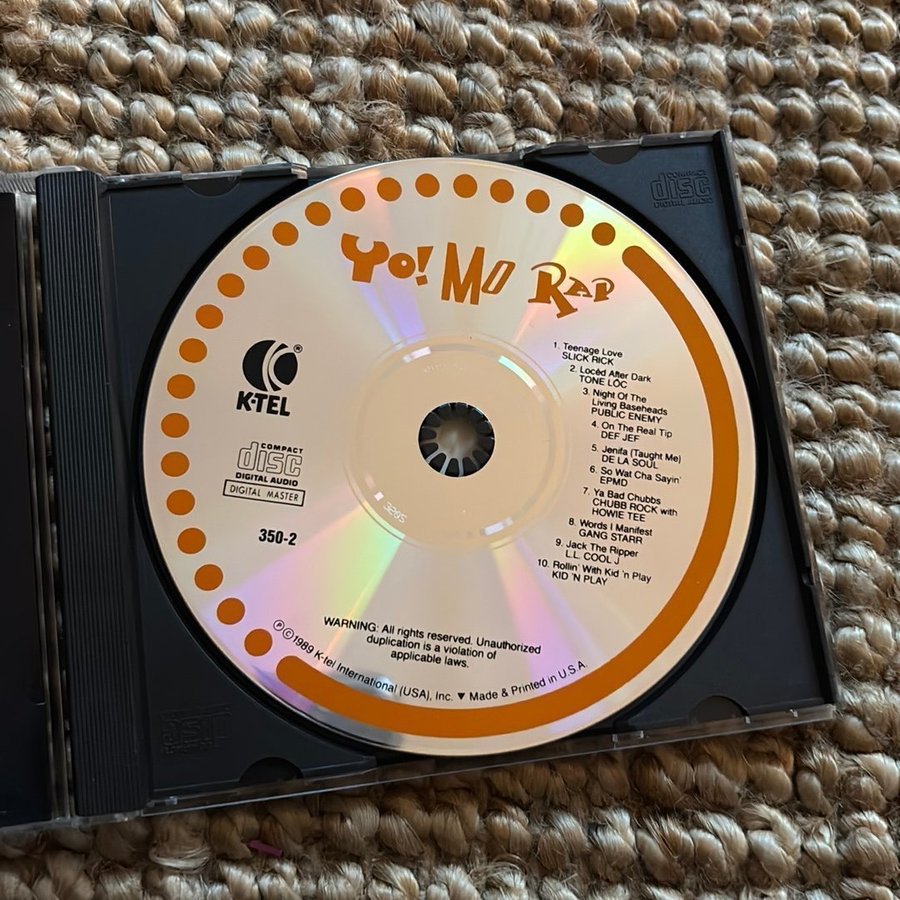 COMPACT
disc
DIGITAL AUDIO
Yo! Mo Rap
K-TEL®
COMPACT
disc
DIGITAL AUDIO
DIGITAL MASTER
350-2
1. Teenage Love
SLICK RICK
2. Locéd After Dark
TONE LŌC
3. Night Of The
Living Baseheads
PUBLIC ENEMY
4. On The Real Tip
DEF JEF
5. Jenifa (Taught Me)
DE LA SOUL
6. So Wat Cha Sayin'
EPMD
7. Ya Bad Chubbs
CHUBB ROCK with
HOWIE TEE
8. Words I Manifest
GANG STARR
9. Jack The Ripper
L.L. COOL J
10. Rollin' With Kid 'n Play
KID 'N PLAY
3285
WARNING: All rights reserved. Unauthorized
duplication is a violation of
applicable laws.
℗©1989 K-tel International (USA), Inc. ▼ Made & Printed in U.S.A.